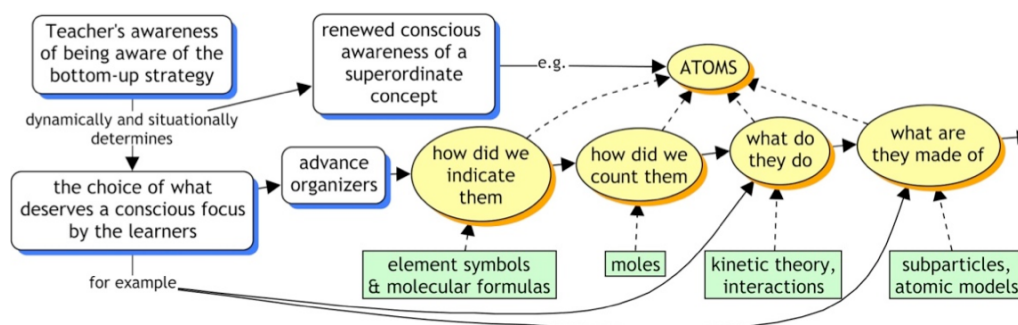 Teacher's awareness
of being aware of the
bottom-up strategy
renewed conscious
awareness of a
superordinate
concept
e.g.
ATOMS
dynamically and situationally
determines
the choice of what
deserves a conscious focus
by the learners
advance
organizers
how did we
indicate
them
how did we
count them
what do
they do
what are
they made of
for example
element symbols
& molecular formulas
moles
kinetic theory,
interactions
subparticles,
atomic models